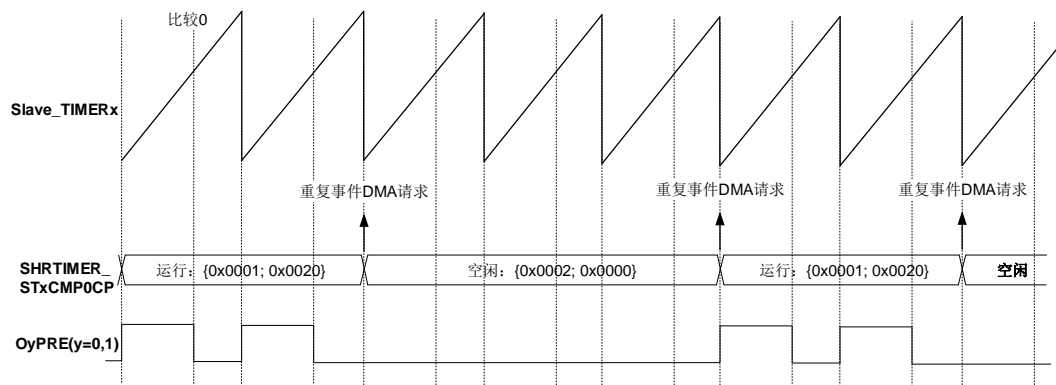 比较0
Slave_TIMERx
重复事件DMA请求
重复事件DMA请求
重复事件DMA请求
SHRTIMER_
STxCMP0CP
运行：{0x0001; 0x0020}
空闲：{0x0002; 0x0000}
运行：{0x0001; 0x0020}
空闲
OyPRE(y=0,1)